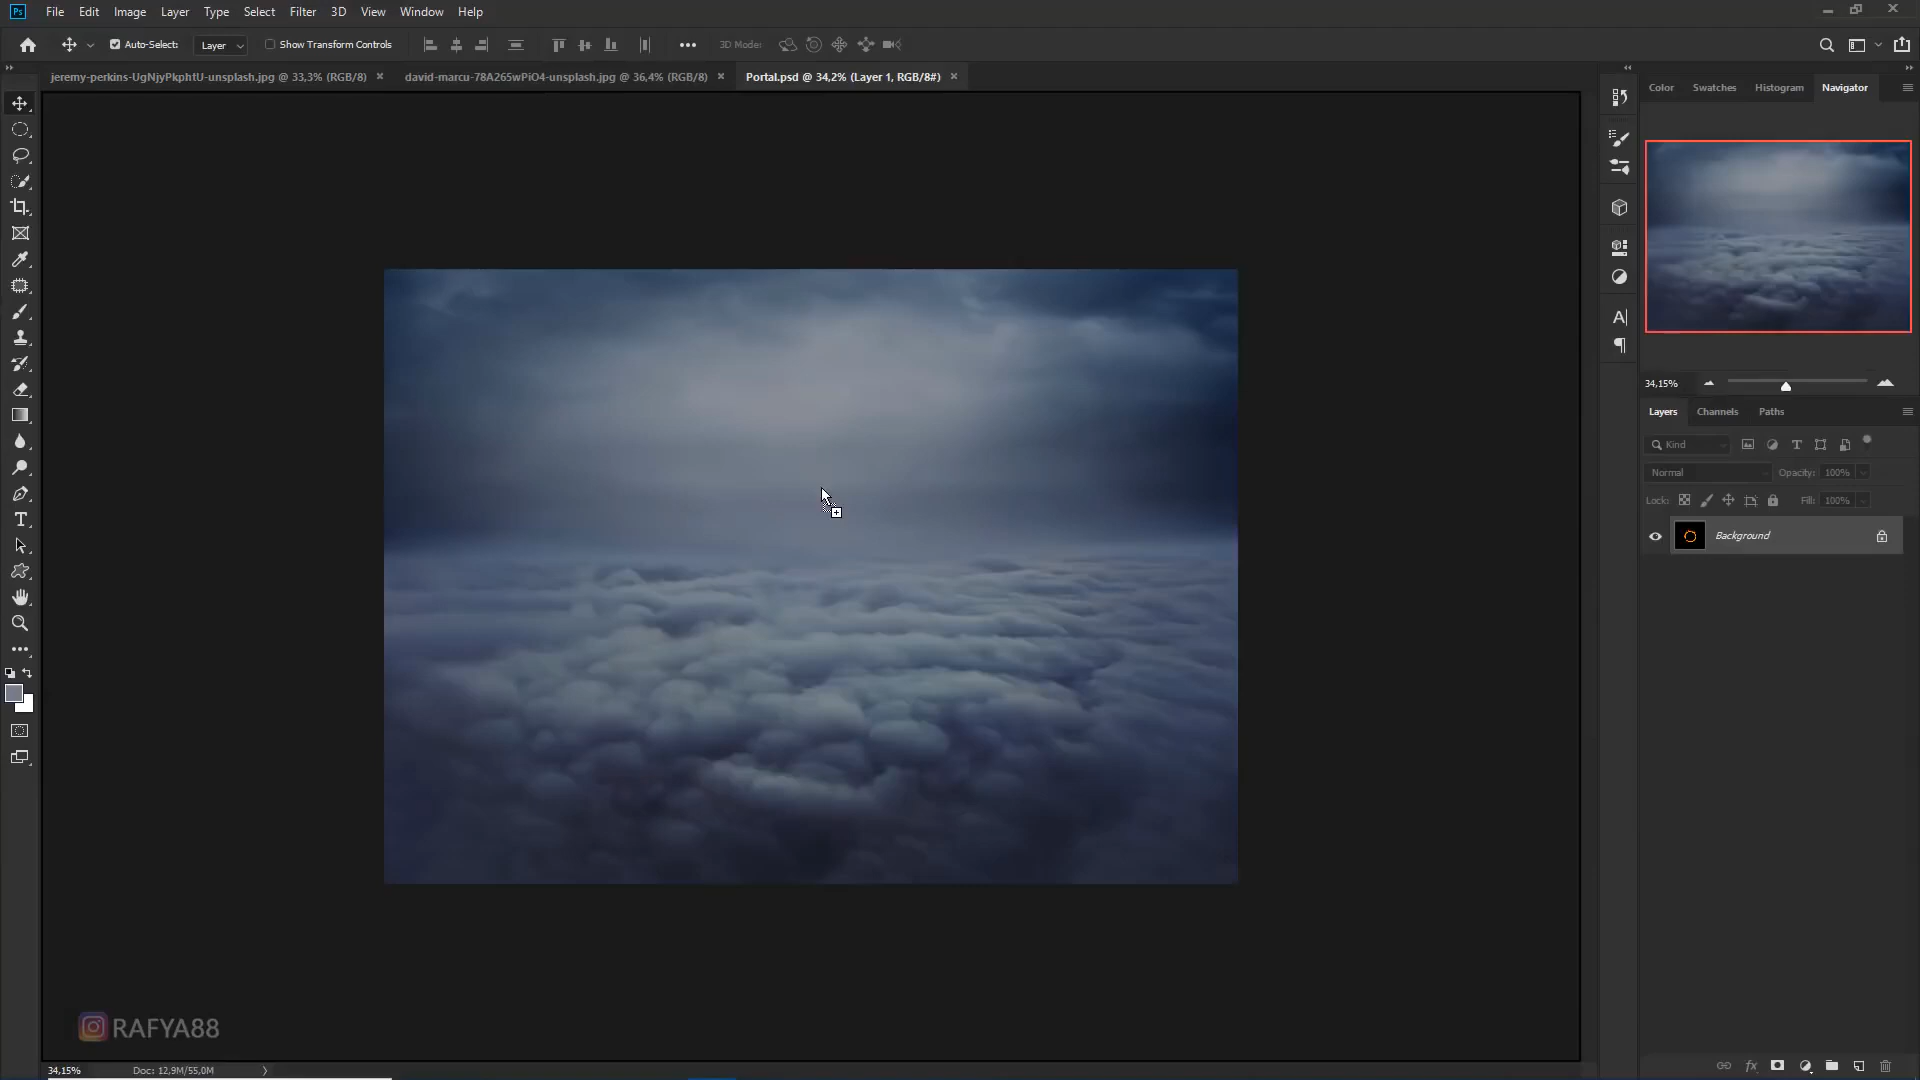 Ps File Edit Image Layer Type Select Filter 3D View Window Help
Auto-Select: Layer Show Transform Controls 3D Mode:
jeremy-perkins-UgNjyPkphtU-unsplash.jpg @ 33,3% (RGB/8) × david-marcu-78A265wPiO4-unsplash.jpg @ 36,4% (RGB/8) × Portal.psd @ 34,2% (Layer 1, RGB/8#) ×
Color Swatches Histogram Navigator
34,15%
Layers Channels Paths
Kind
Normal Opacity: 100%
Lock: Fill: 100%
Background
RAFYA88
34,15% Doc: 12,9M/55,0M